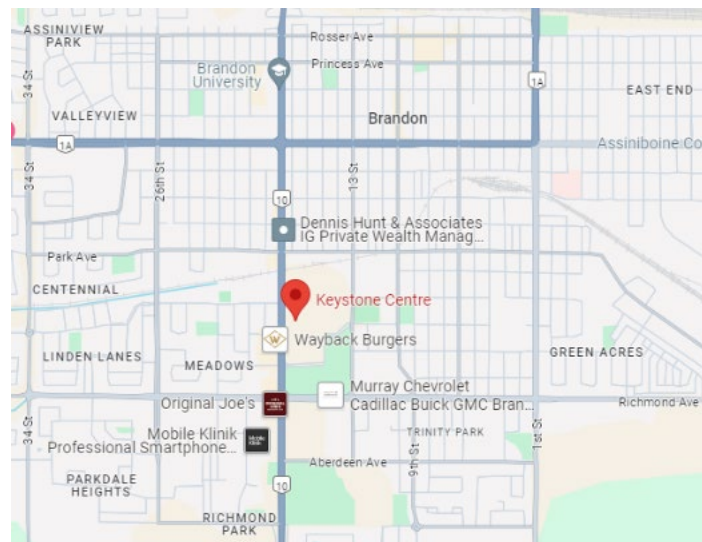 ASSINIVIEW
PARK
Rosser Ave
Princess Ave
Brandon
University
34 St
1A
EAST END
VALLEYVIEW
Brandon
1A
Assiniboine Co
34 St
26th St
13 St
10
Dennis Hunt & Associates
IG Private Wealth Manag...
Park Ave
CENTENNIAL
Keystone Centre
Wayback Burgers
LINDEN LANES
MEADOWS
GREEN ACRES
Murray Chevrolet
Cadillac Buick GMC Bran...
Original Joe's
Richmond Ave
34 St
Mobile Klinik
Professional Smartphone...
TRINITY PARK
9th St
1st St
Aberdeen Ave
PARKDALE
HEIGHTS
10
RICHMOND
PARK